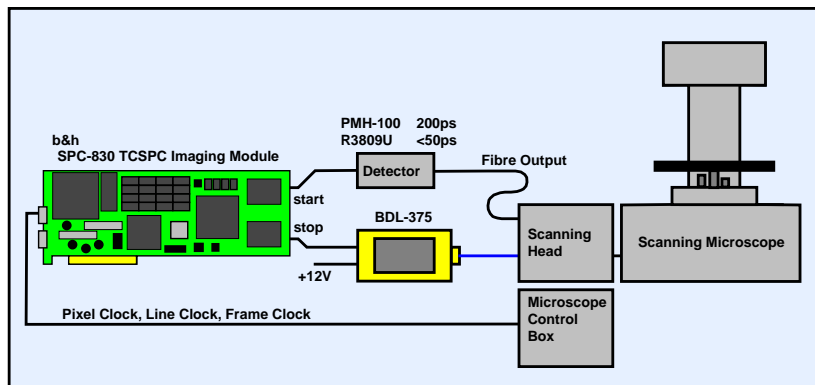 b&h
SPC-830 TCSPC Imaging Module
PMH-100 200ps
R3809U <50ps
Detector
Fibre Output
start
stop
BDL-375
+12V
Scanning
Head
Scanning Microscope
Pixel Clock, Line Clock, Frame Clock
Microscope
Control
Box